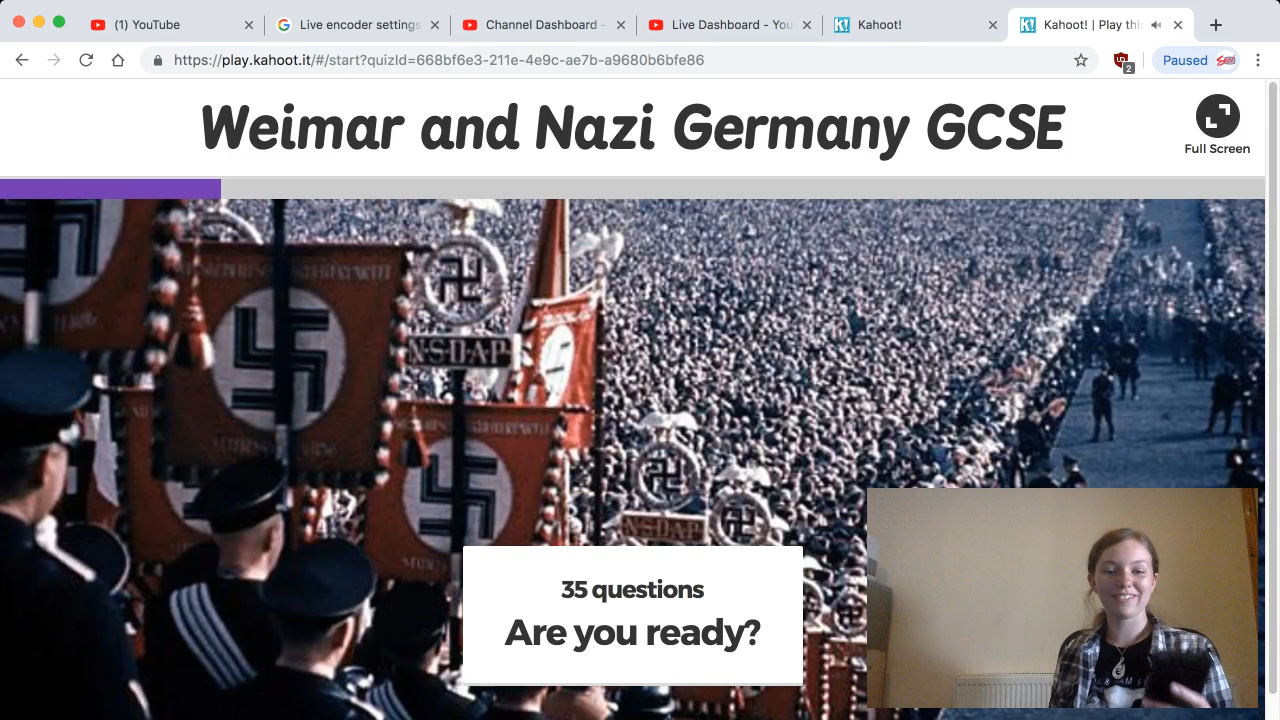 (1) YouTube
Live encoder settings
Channel Dashboard -
Live Dashboard - You
Kahoot!
Kahoot! | Play this
Paused
https://play.kahoot.it/#/start?quizId=668bf6e3-211e-4e9c-ae7b-a9680b6bfe86
2
Weimar and Nazi Germany GCSE
Full Screen
NSDAP
NSDAP
35 questions
Are you ready?